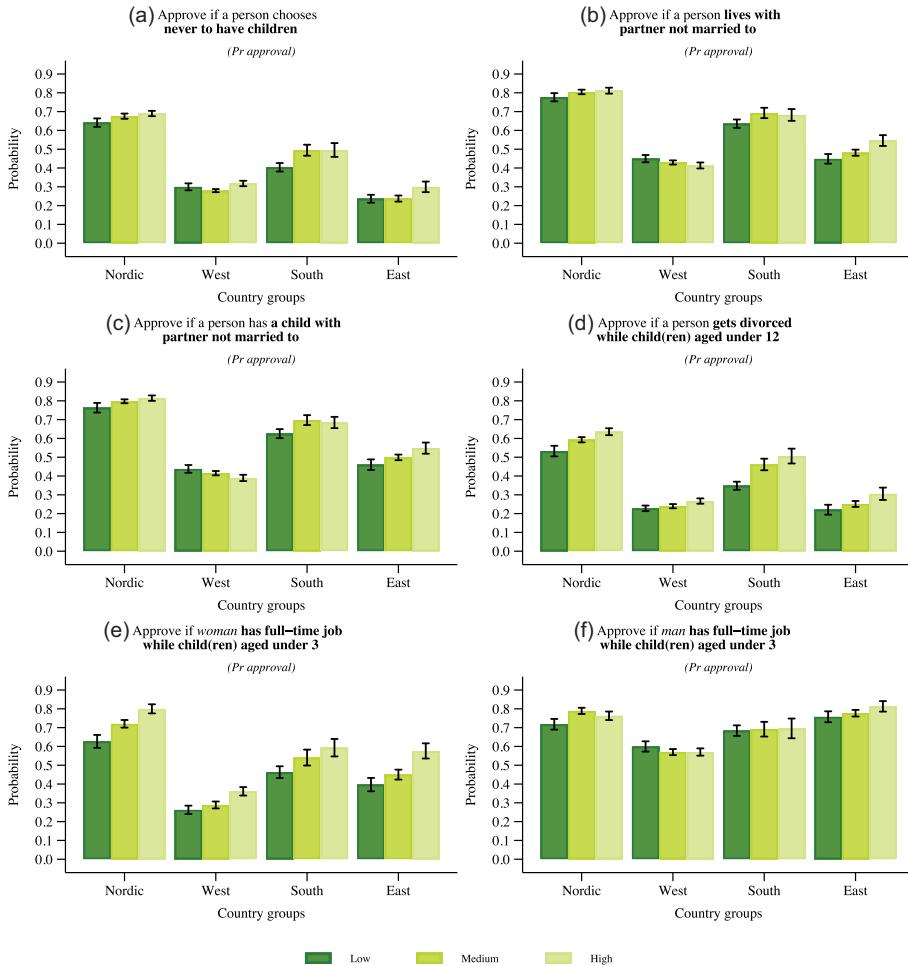 (a) Approve if a person chooses
never to have children
(Pr approval)
0.9
0.8
0.7
0.6
0.5
0.4
0.3
0.2
0.1
0.0
Probability
Nordic West South East
Country groups
(b) Approve if a person lives with
partner not married to
(Pr approval)
0.9
0.8
0.7
0.6
0.5
0.4
0.3
0.2
0.1
0.0
Probability
Nordic West South East
Country groups
(c) Approve if a person has a child with
partner not married to
(Pr approval)
0.9
0.8
0.7
0.6
0.5
0.4
0.3
0.2
0.1
0.0
Probability
Nordic West South East
Country groups
(d) Approve if a person gets divorced
while child(ren) aged under 12
(Pr approval)
0.9
0.8
0.7
0.6
0.5
0.4
0.3
0.2
0.1
0.0
Probability
Nordic West South East
Country groups
(e) Approve if woman has full−time job
while child(ren) aged under 3
(Pr approval)
0.9
0.8
0.7
0.6
0.5
0.4
0.3
0.2
0.1
0.0
Probability
Nordic West South East
Country groups
(f) Approve if man has full−time job
while child(ren) aged under 3
(Pr approval)
0.9
0.8
0.7
0.6
0.5
0.4
0.3
0.2
0.1
0.0
Probability
Nordic West South East
Country groups
Low Medium High